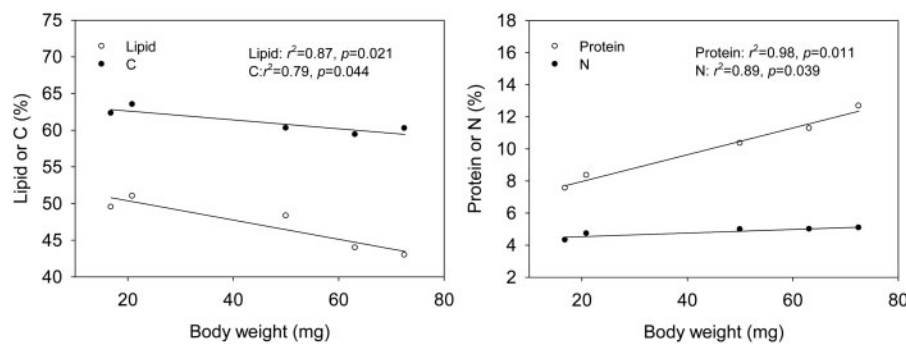 75
70
65
60
55
50
45
40
Lipid or C (%)
Lipid
C
Lipid: r²=0.87, p=0.021
C:r²=0.79, p=0.044
20 40 60 80
Body weight (mg)
18
16
14
12
10
8
6
4
2
Protein or N (%)
Protein
N
Protein: r²=0.98, p=0.011
N: r²=0.89, p=0.039
20 40 60 80
Body weight (mg)